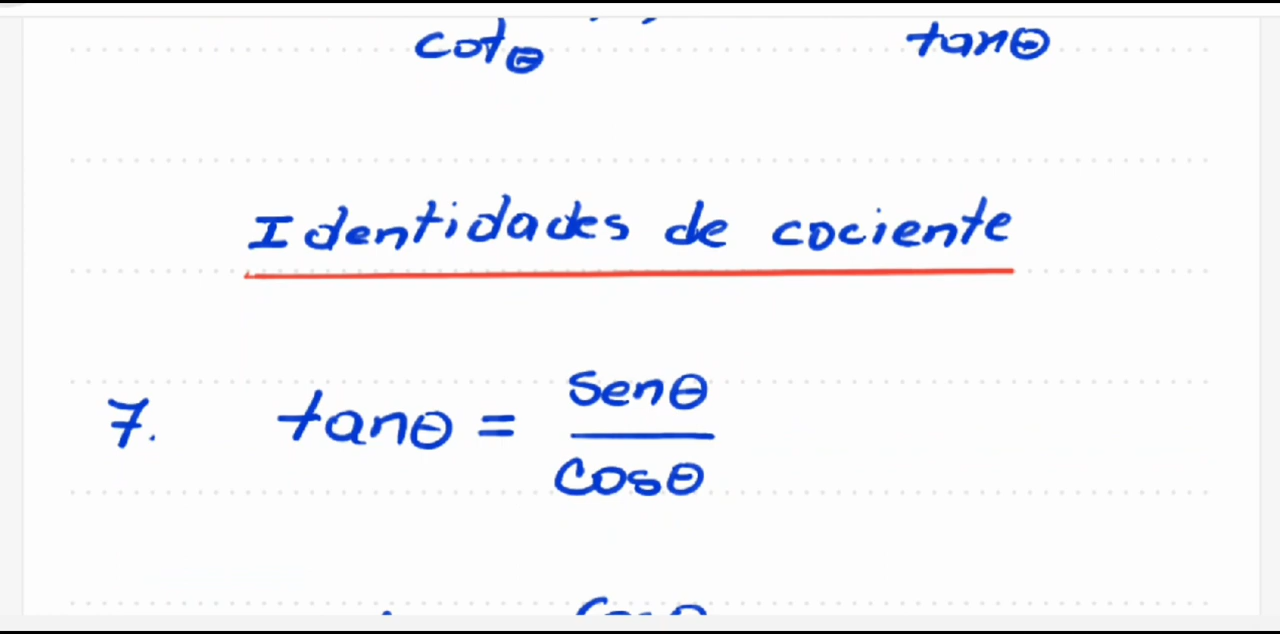 cotθ tanθ
Identidades de cociente
7. tanθ = senθ
cosθ